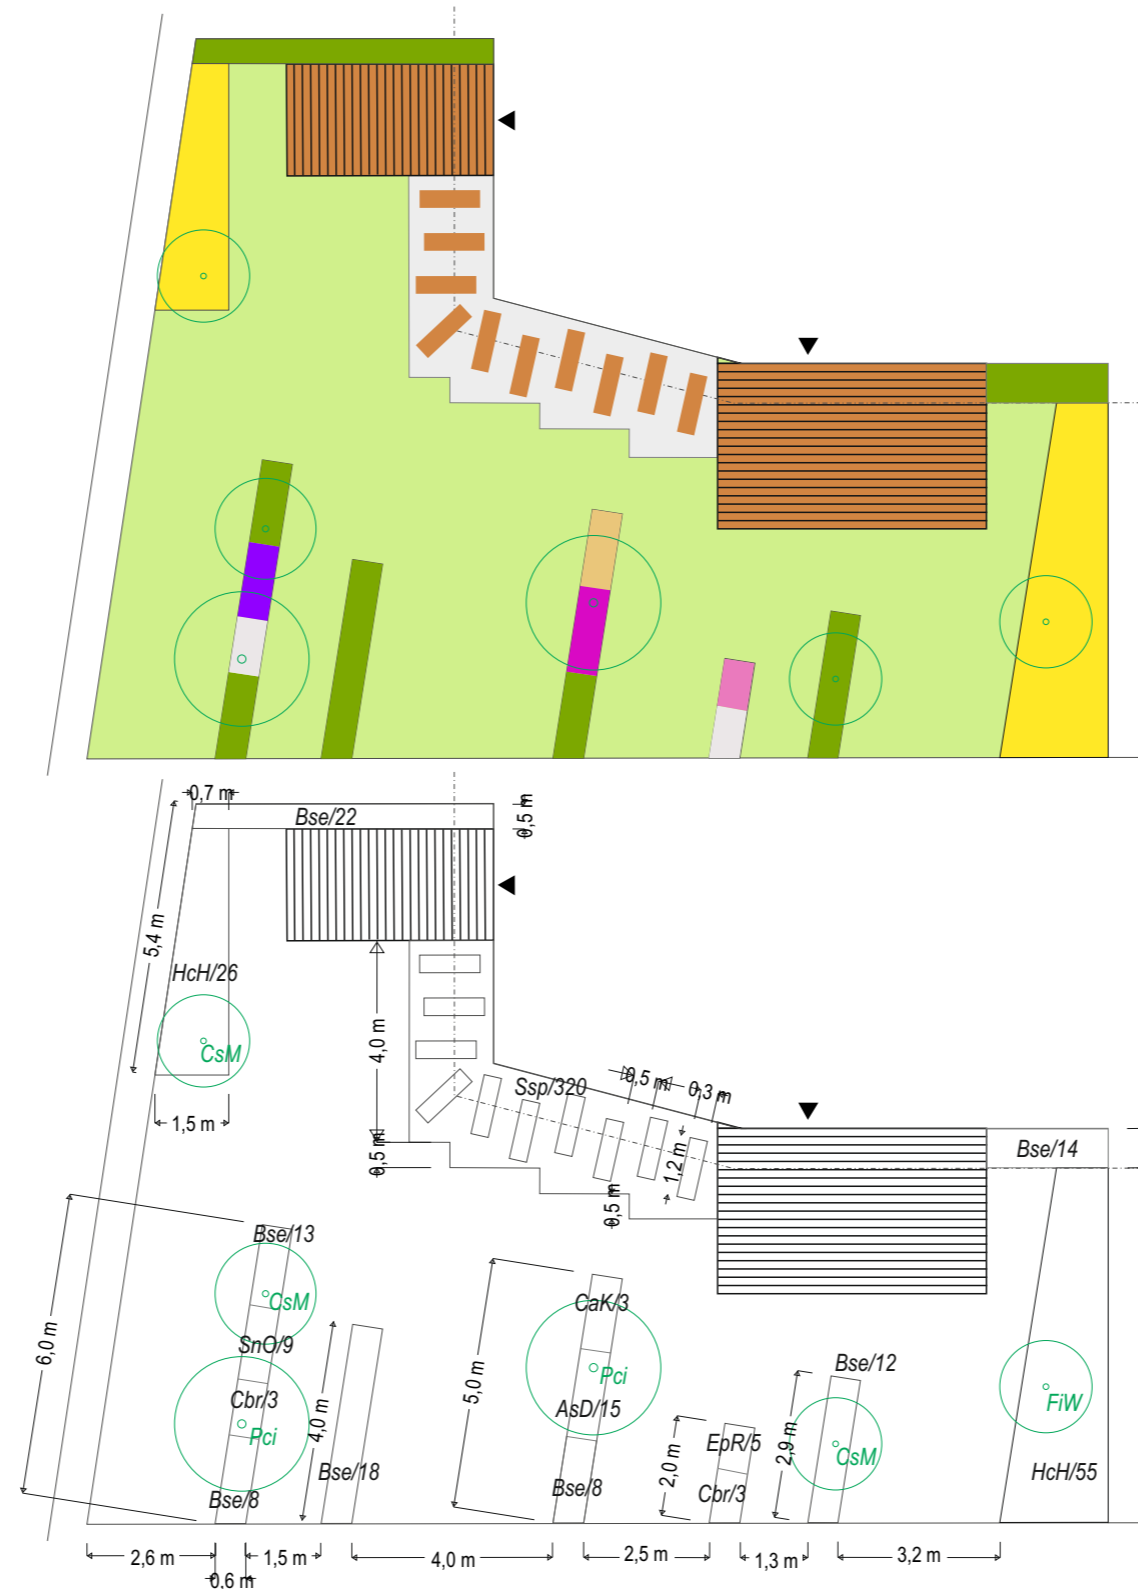 0,7 m
Bse/22
0,5 m
5,4 m
HcH/26
CsM
1,5 m
4,0 m
0,5 m
Ssp/320
0,5 m
0,3 m
1,2 m
0,5 m
Bse/14
Bse/13
CsM
SnO/9
Cbr/3
Pci
Bse/8
6,0 m
4,0 m
Bse/18
5,0 m
CaK/3
Pci
AsD/15
Bse/8
2,0 m
EpR/5
Cbr/3
2,9 m
Bse/12
CsM
FiW
HcH/55
2,6 m
0,6 m
1,5 m
4,0 m
2,5 m
1,3 m
3,2 m